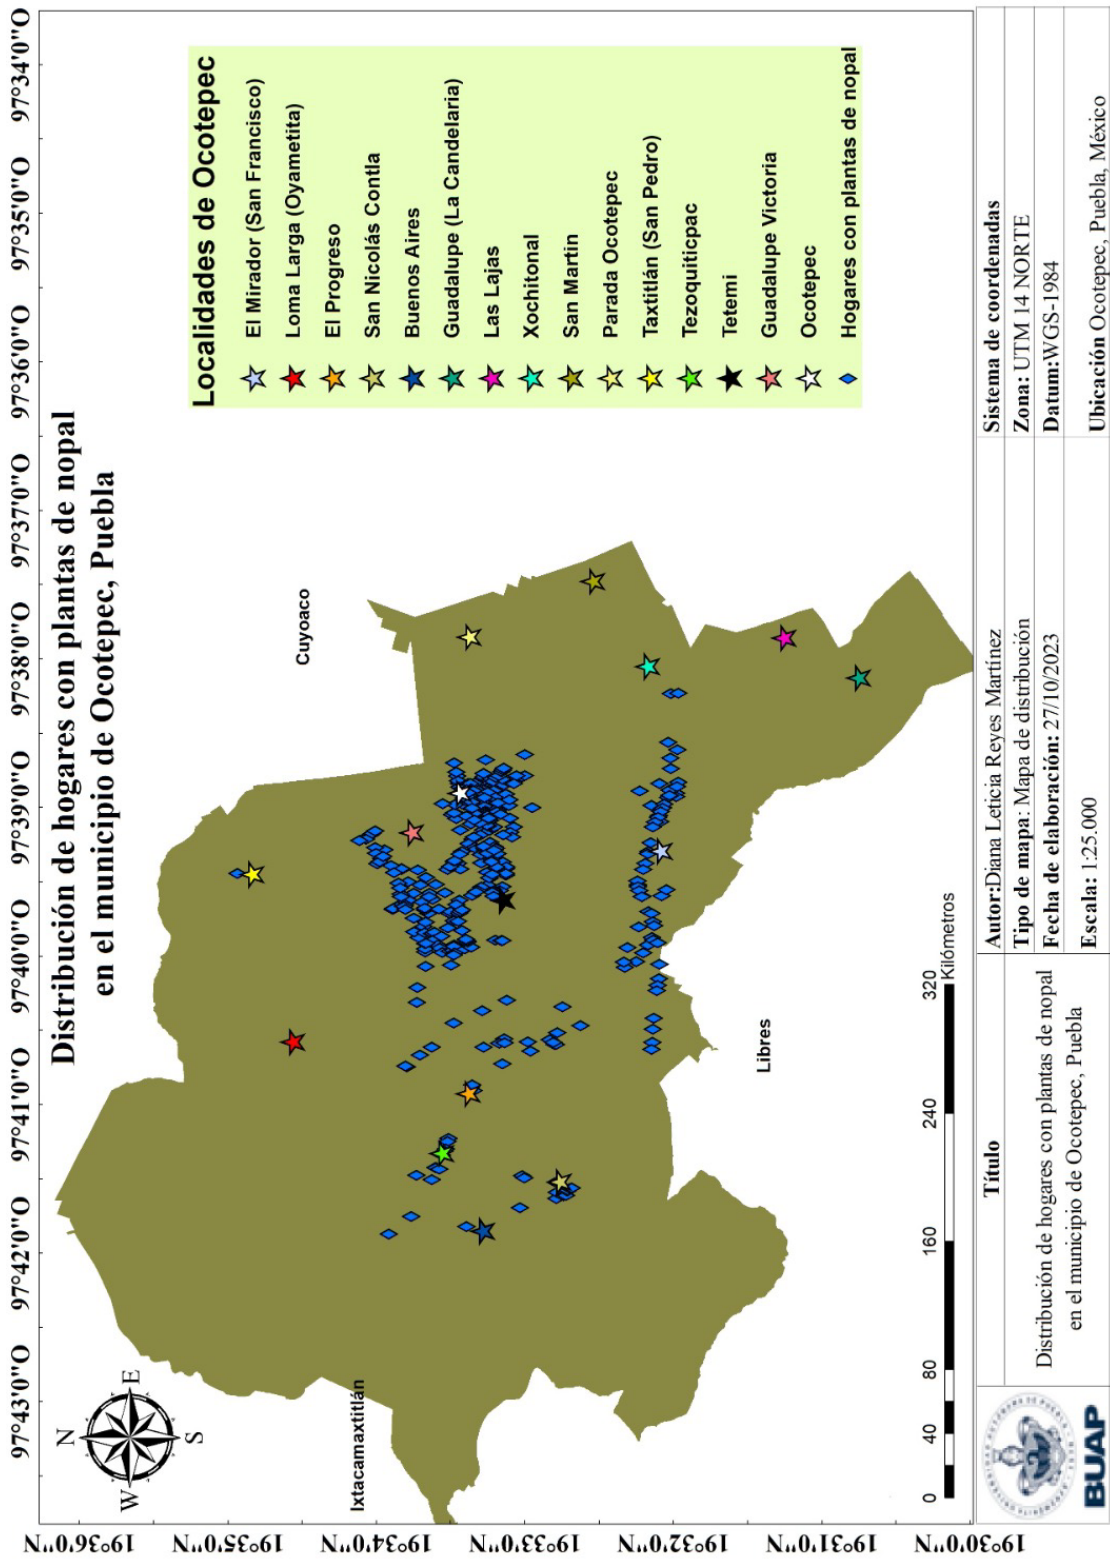 Distribución de hogares con plantas de nopal
en el municipio de Ocotepec, Puebla
97°43'0"O
97°42'0"O
97°41'0"O
97°40'0"O
97°39'0"O
97°38'0"O
97°37'0"O
97°36'0"O
97°35'0"O
97°34'0"O
19°36'0"N
19°35'0"N
19°34'0"N
19°33'0"N
19°32'0"N
19°31'0"N
19°30'0"N
N
W
E
S
Cuyoaco
Ixtacamaxtitlán
Libres
Localidades de Ocotepec
El Mirador (San Francisco)
Loma Larga (Oyametita)
El Progreso
San Nicolás Contla
Buenos Aires
Guadalupe (La Candelaria)
Las Lajas
Xochitonal
San Martin
Parada Ocotepec
Taxtitlán (San Pedro)
Tezoquiticpac
Tetemi
Guadalupe Victoria
Ocotepec
Hogares con plantas de nopal
0 40 80 160 240 320
Kilómetros
BUAP
Título
Distribución de hogares con plantas de nopal
en el municipio de Ocotepec, Puebla
Autor:Diana Leticia Reyes Martínez
Tipo de mapa: Mapa de distribución
Fecha de elaboración: 27/10/2023
Escala: 1:25.000
Sistema de coordenadas
Zona: UTM 14 NORTE
Datum:WGS-1984
Ubicación Ocotepec, Puebla, México